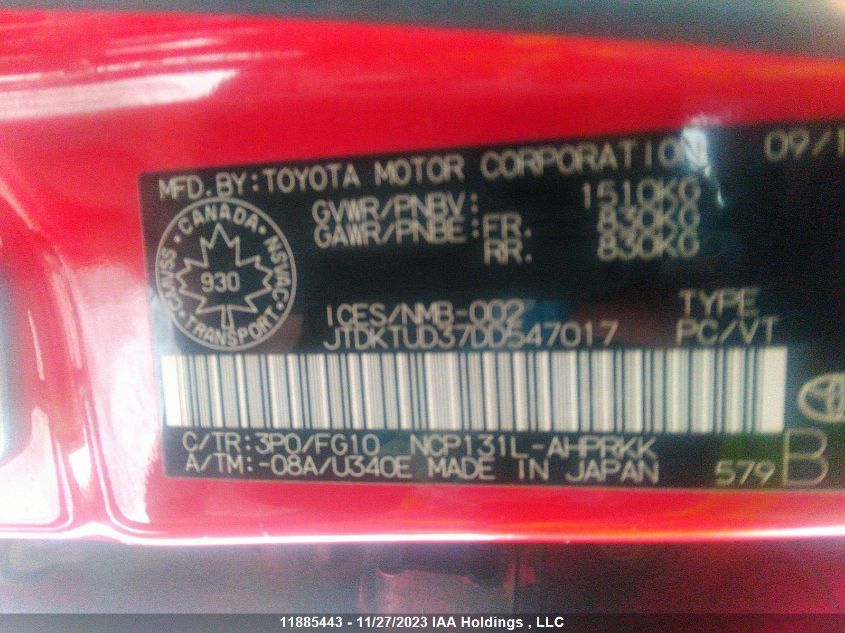 MFD.BY:TOYOTA MOTOR CORPORATION 09/1
GVWR/PNBV: 1510KG
GAWR/PNBE:FR. 830KG
RR. 830KG
CANADA
CMVSS NSVAC
930
TRANSPORT
ICES/NMB-002 TYPE
JTDKTUD37DD547017 PC/VT
C/TR:3P0/FG10 NCP131L-AHPRKK
A/TM:-08A/U340E MADE IN JAPAN 579 B
11885443 - 11/27/2023 IAA Holdings , LLC